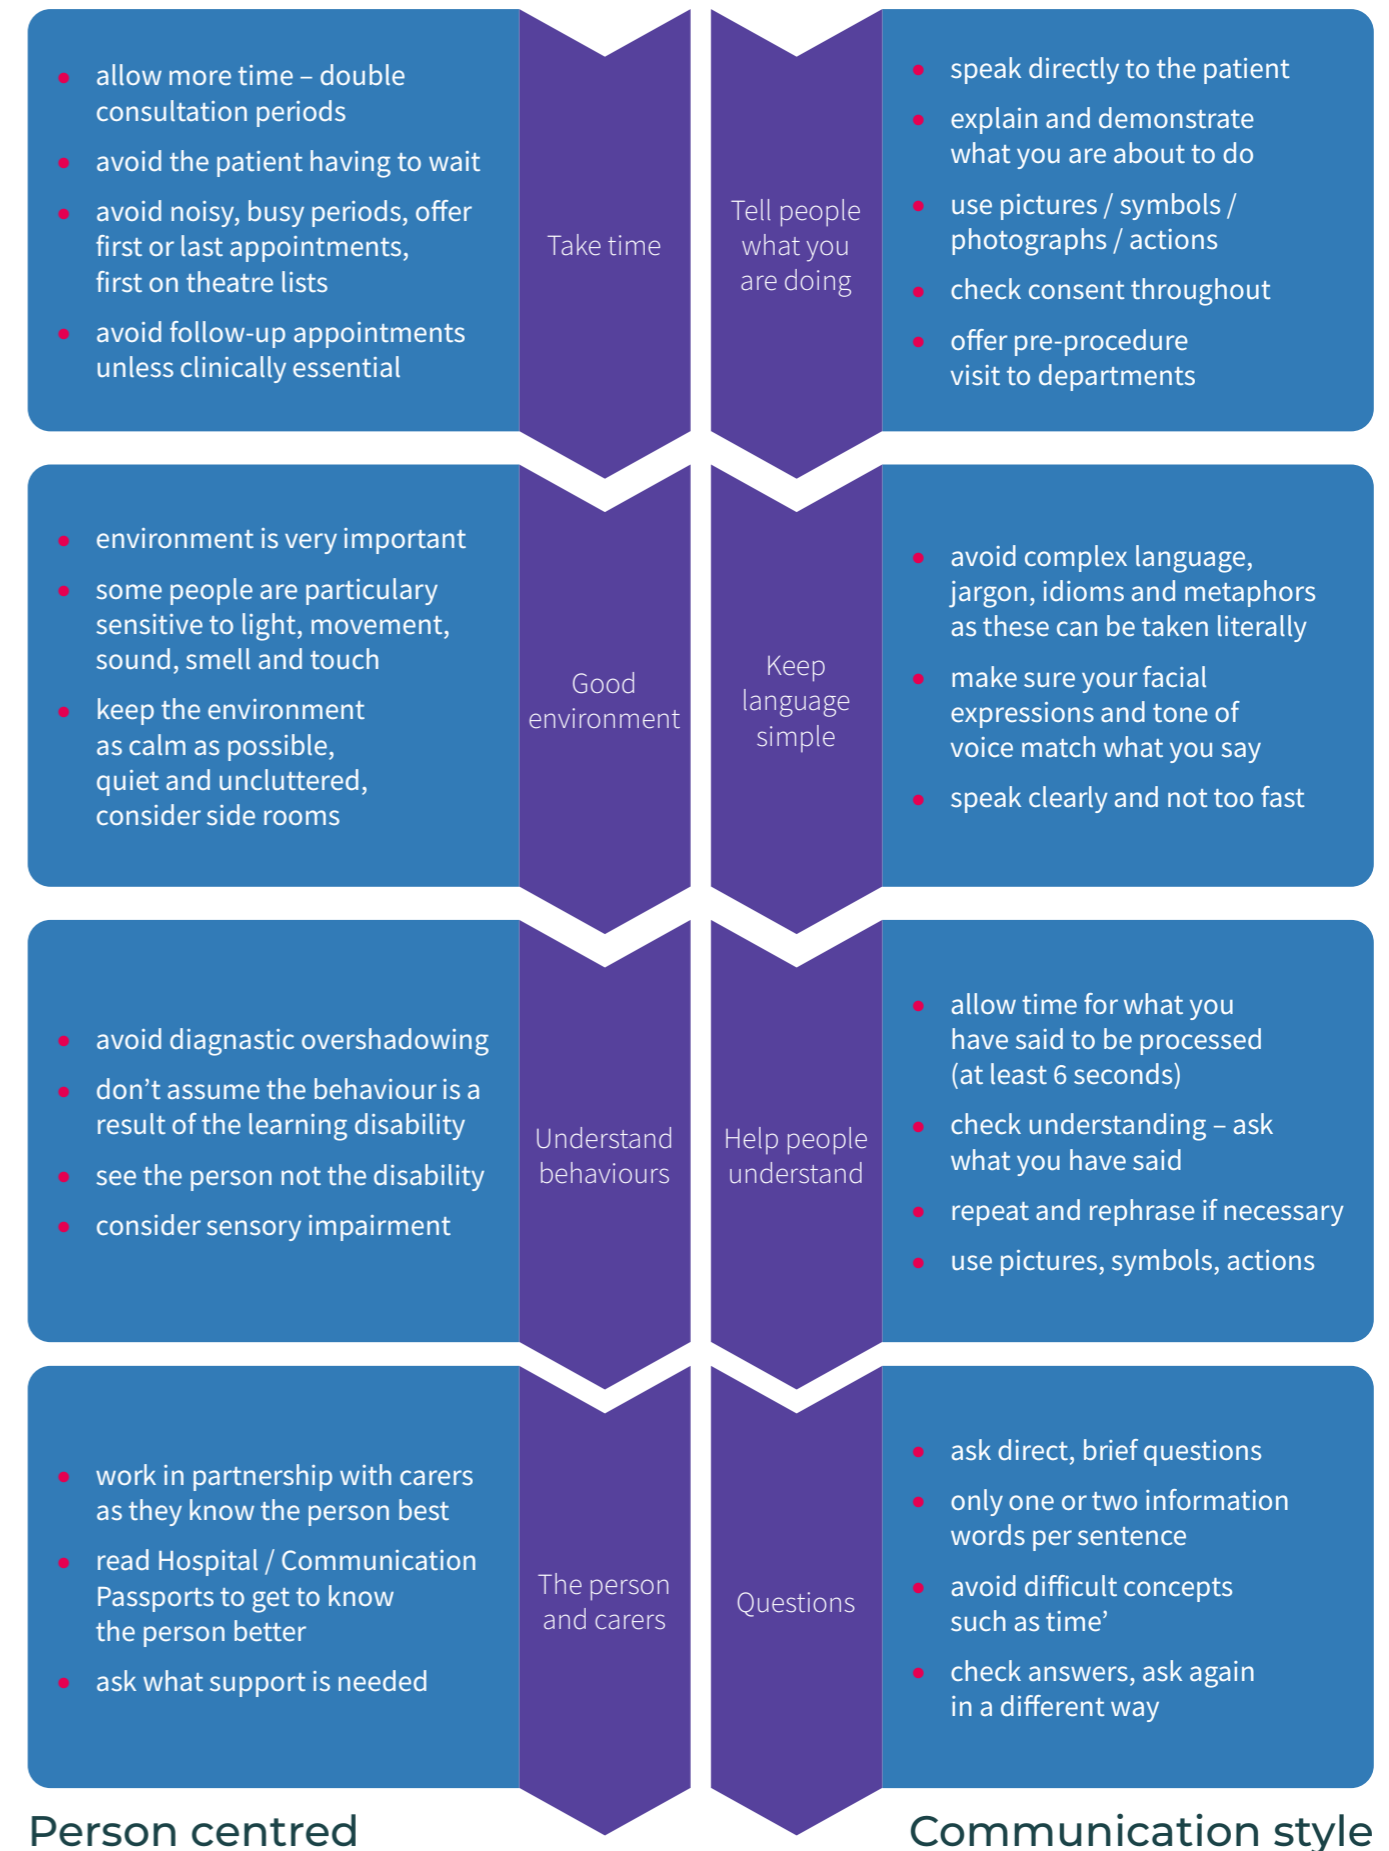 • allow more time – double
consultation periods
• avoid the patient having to wait
• avoid noisy, busy periods, offer
first or last appointments,
first on theatre lists
• avoid follow-up appointments
unless clinically essential
Take time
Tell people
what you
are doing
• speak directly to the patient
• explain and demonstrate
what you are about to do
• use pictures / symbols /
photographs / actions
• check consent throughout
• offer pre-procedure
visit to departments
• environment is very important
• some people are particulary
sensitive to light, movement,
sound, smell and touch
• keep the environment
as calm as possible,
quiet and uncluttered,
consider side rooms
Good
environment
Keep
language
simple
• avoid complex language,
jargon, idioms and metaphors
as these can be taken literally
• make sure your facial
expressions and tone of
voice match what you say
• speak clearly and not too fast
• avoid diagnastic overshadowing
• don’t assume the behaviour is a
result of the learning disability
• see the person not the disability
• consider sensory impairment
Understand
behaviours
Help people
understand
• allow time for what you
have said to be processed
(at least 6 seconds)
• check understanding – ask
what you have said
• repeat and rephrase if necessary
• use pictures, symbols, actions
• work in partnership with carers
as they know the person best
• read Hospital / Communication
Passports to get to know
the person better
• ask what support is needed
The person
and carers
Questions
• ask direct, brief questions
• only one or two information
words per sentence
• avoid difficult concepts
such as time’
• check answers, ask again
in a different way
Person centred
Communication style